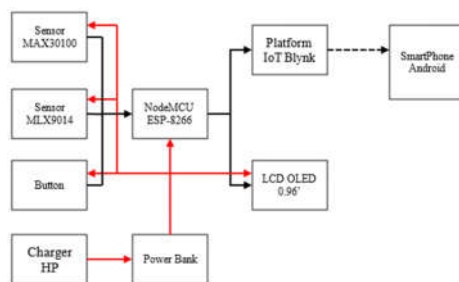 Sensor
MAX30100
Sensor
MLX9014
Button
Charger
HP
NodeMCU
ESP-8266
Power Bank
Platform
IoT Blynk
LCD OLED
0.96'
SmartPhone
Android